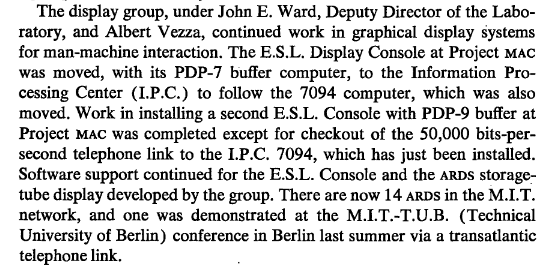 The display group, under John E. Ward, Deputy Director of the Labo-
ratory, and Albert Vezza, continued work in graphical display systems
for man-machine interaction. The E.S.L. Display Console at Project MAC
was moved, with its PDP-7 buffer computer, to the Information Pro-
cessing Center (I.P.C.) to follow the 7094 computer, which was also
moved. Work in installing a second E.S.L. Console with PDP-9 buffer at
Project MAC was completed except for checkout of the 50,000 bits-per-
second telephone link to the I.P.C. 7094, which has just been installed.
Software support continued for the E.S.L. Console and the ARDS storage-
tube display developed by the group. There are now 14 ARDS in the M.I.T.
network, and one was demonstrated at the M.I.T.-T.U.B. (Technical
University of Berlin) conference in Berlin last summer via a transatlantic
telephone link.